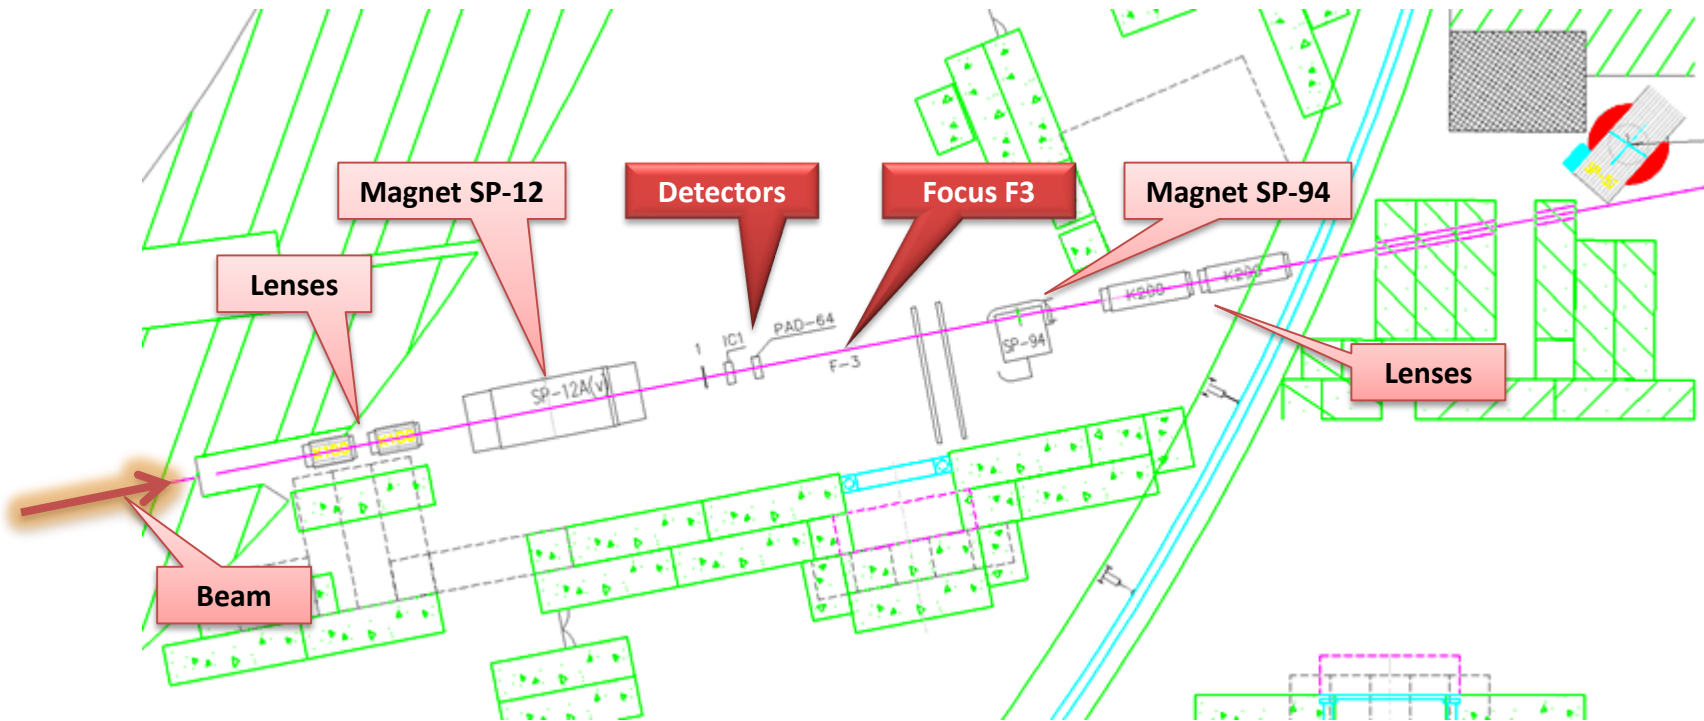 Magnet SP-12
Detectors
Focus F3
Magnet SP-94
Lenses
SP-12A(v)
1
IC1
PAD-64
F-3
SP-94
K200
K200
Lenses
Beam